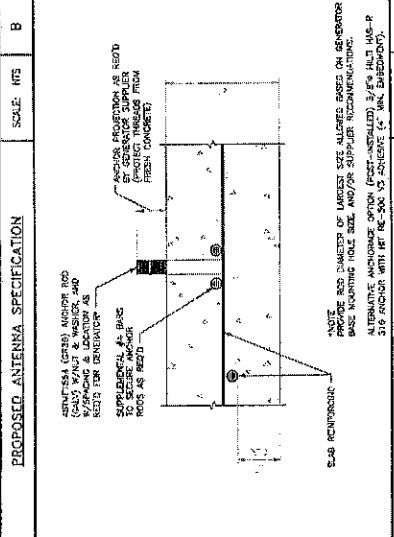 PROPOSED ANTENNA SPECIFICATION
SCALE: NTS
B
ASTM F1554 (GR36) ANCHOR ROD
(GALV) W/NUT & WASHER, AND
W/SPACING & LOCATION AS
REQ'D FOR GENERATOR*
SUPPLEMENTAL #4 BARS
TO SECURE ANCHOR
RODS AS REQ'D
ANCHOR PROJECTION AS REQ'D
BY GENERATOR SUPPLIER
(PROTECT THREADS FROM
FRESH CONCRETE)
SLAB REINFORCING
*NOTE
PROVIDE ROD DIAMETER OF LARGEST SIZE ALLOWED BASED ON GENERATOR
BASE MOUNTING HOLE SIZE, AND/OR SUPPLIER RECOMMENDATIONS.
ALTERNATIVE ANCHORAGE OPTION (POST-INSTALLED) 3/8"φ HILTI HAS-R
316 ANCHOR WITH HIT RE-500 V3 ADHESIVE (4" MIN. EMBEDMENT).